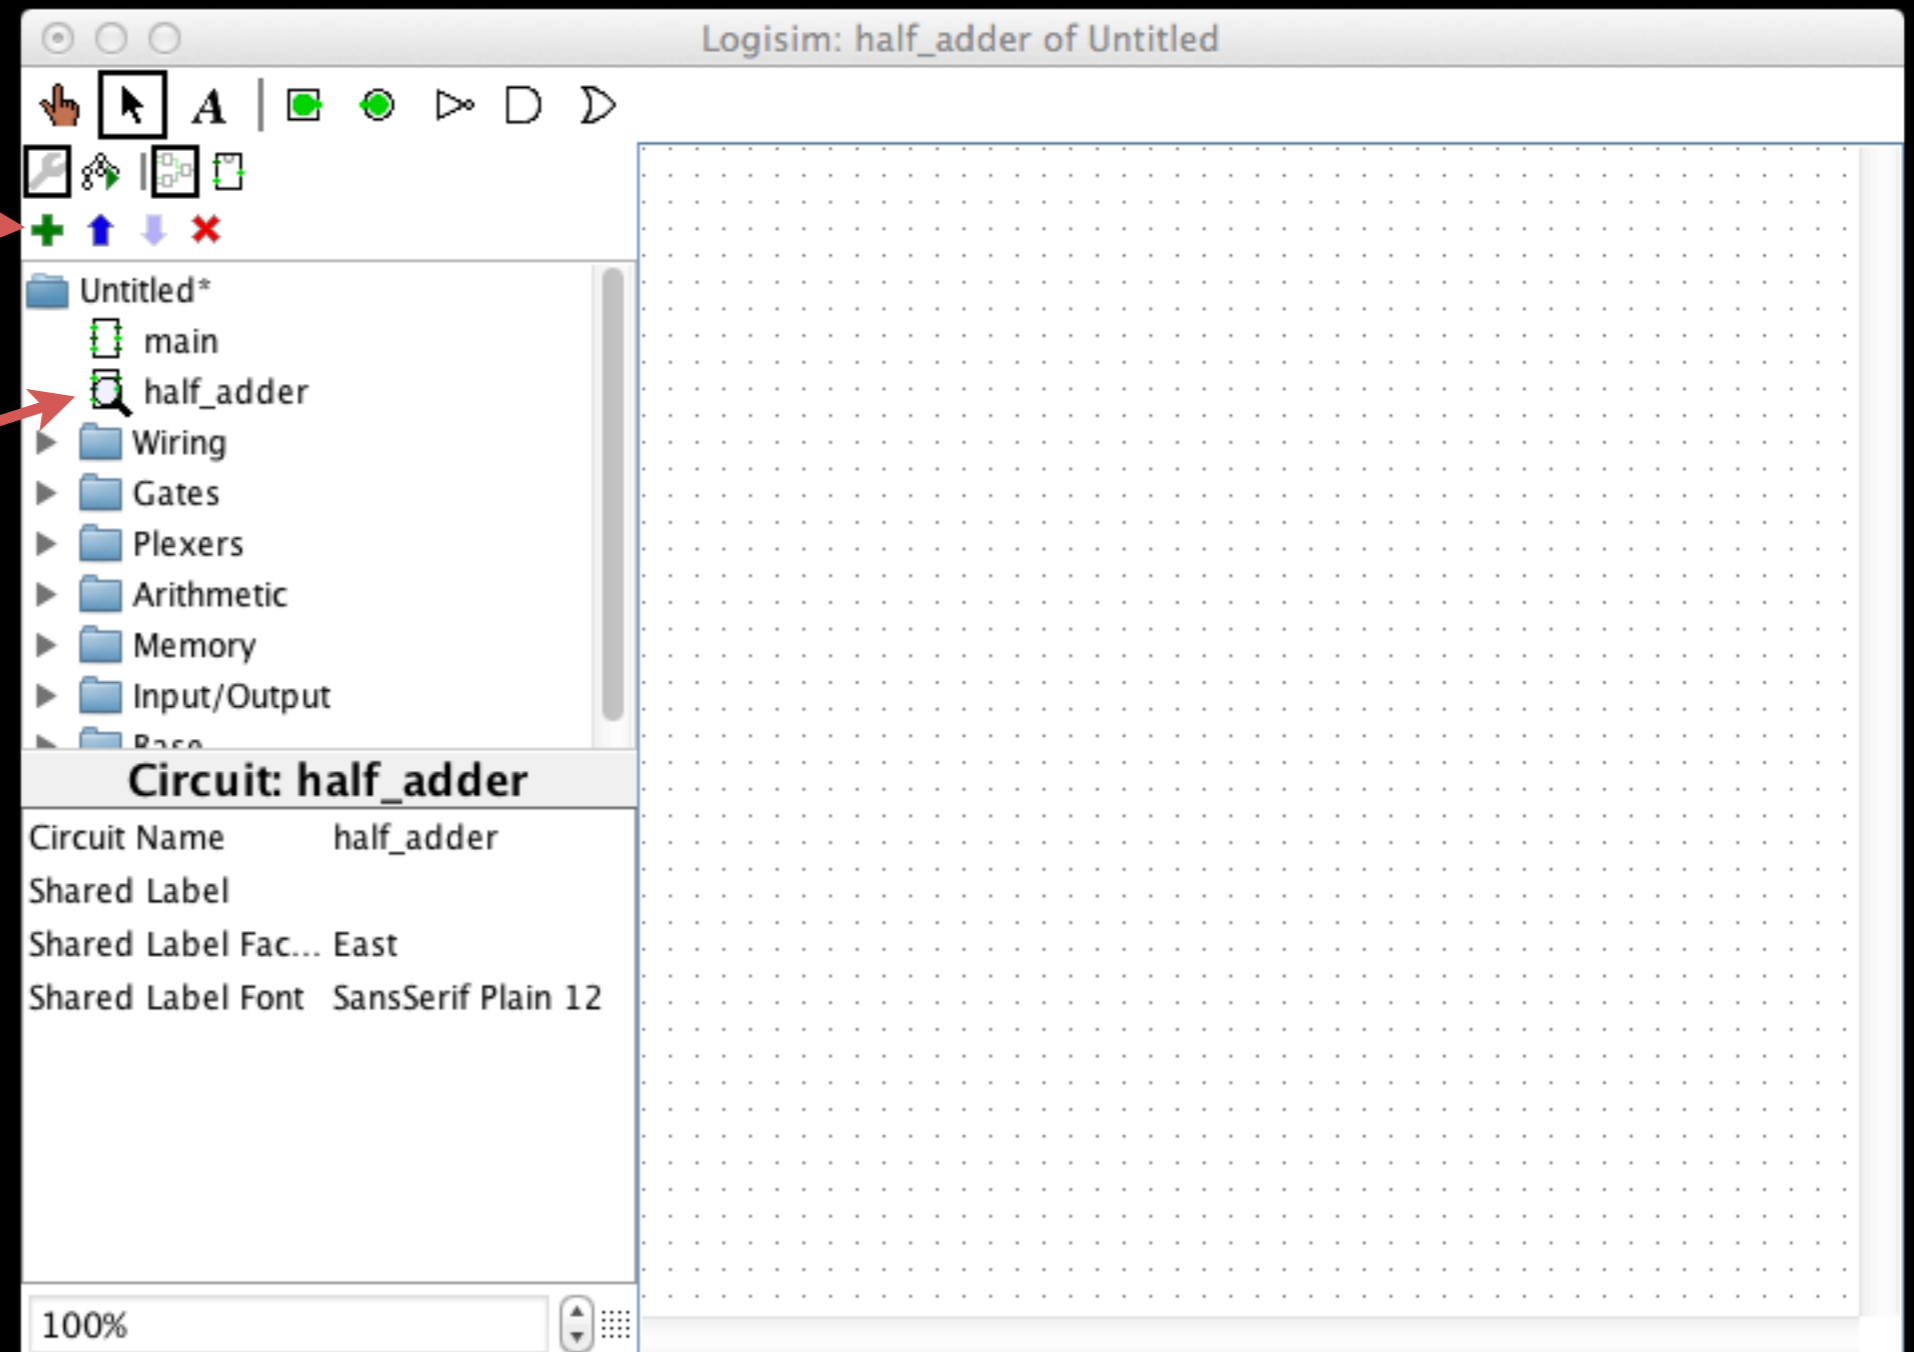 Logisim: half_adder of Untitled
A
Untitled*
main
half_adder
Wiring
Gates
Plexers
Arithmetic
Memory
Input/Output
Base
Circuit: half_adder
Circuit Name half_adder
Shared Label
Shared Label Fac... East
Shared Label Font SansSerif Plain 12
100%